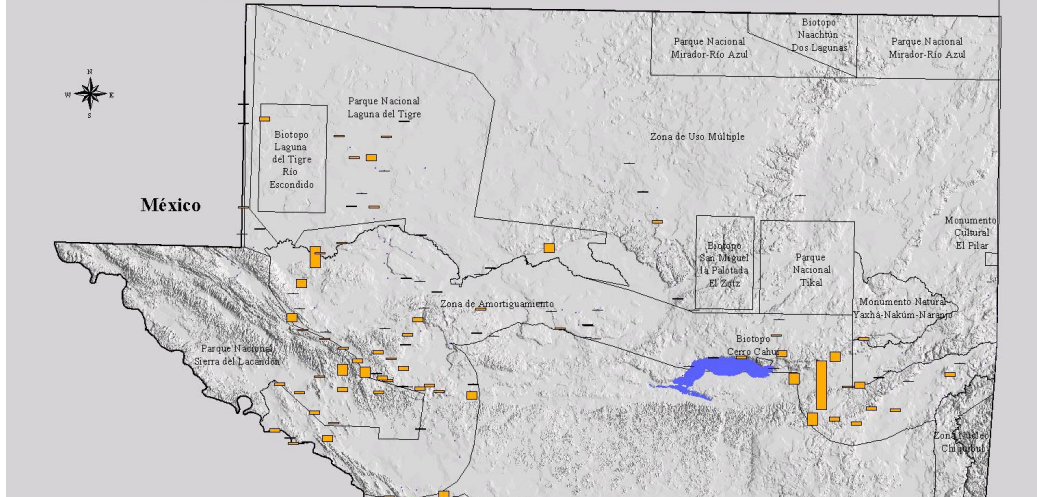 Biotopo
Naachtún
Dos Lagunas
Parque Nacional
Mirador-Río Azul
Parque Nacional
Mirador-Río Azul
N
W
E
S
Parque Nacional
Laguna del Tigre
Biotopo
Laguna
del Tigre
Río
Escondido
Zona de Uso Múltiple
México
Monumento
Cultural
El Pilar
Biotopo
San Miguel
la Palotada
El Zotz
Parque
Nacional
Tikal
Zona de Amortiguamiento
Monumento Natural
Yaxhá-Nakúm-Naranjo
Parque Nacional
Sierra del Lacandón
Biotopo
Cerro Cahuí
Zona Núcleo
Chiquibul